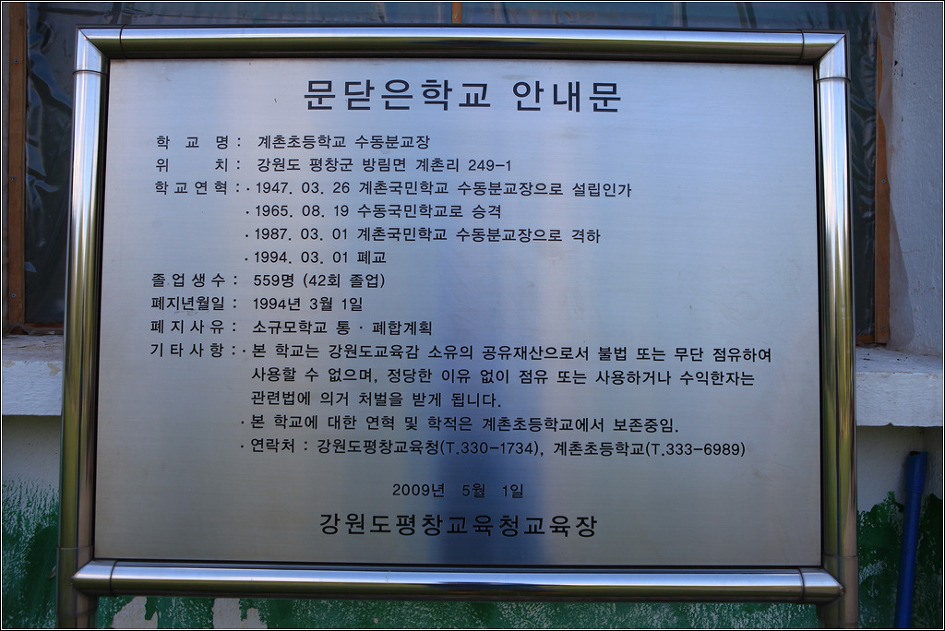 문닫은학교 안내문
학 교 명 : 계촌초등학교 수동분교장
위 치 : 강원도 평창군 방림면 계촌리 249-1
학교연혁 : · 1947. 03. 26 계촌국민학교 수동분교장으로 설립인가
· 1965. 08. 19 수동국민학교로 승격
· 1987. 03. 01 계촌국민학교 수동분교장으로 격하
· 1994. 03. 01 폐교
졸업생수 : 559명 (42회 졸업)
폐지년월일 : 1994년 3월 1일
폐지사유 : 소규모학교 통 · 폐합계획
기타사항 : · 본 학교는 강원도교육감 소유의 공유재산으로서 불법 또는 무단 점유하여
사용할 수 없으며, 정당한 이유 없이 점유 또는 사용하거나 수익한자는
관련법에 의거 처벌을 받게 됩니다.
· 본 학교에 대한 연혁 및 학적은 계촌초등학교에서 보존중임.
· 연락처 : 강원도평창교육청(T.330-1734), 계촌초등학교(T.333-6989)
2009년 5월 1일
강원도평창교육청교육장